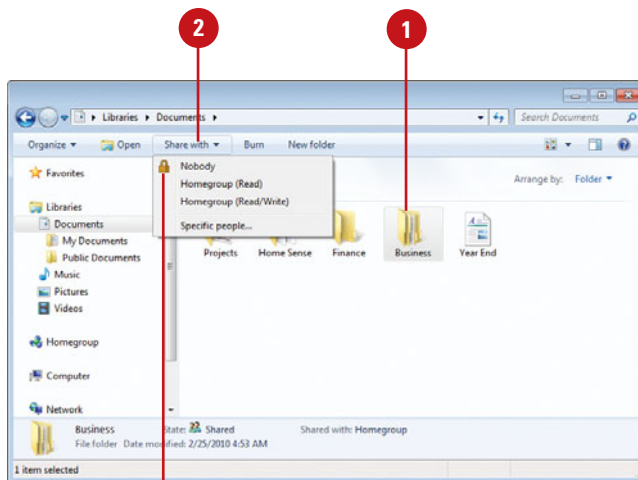 2 1
Libraries Documents Search Documents
Organize Open Share with Burn New folder
Favorites
Nobody
Homegroup (Read)
Homegroup (Read/Write)
Specific people...
Arrange by: Folder
Libraries
Documents
My Documents
Public Documents
Music
Pictures
Videos
Projects Home Sense Finance Business Year End
Homegroup
Computer
Network
Business State: Shared Shared with: Homegroup
File folder Date modified: 2/25/2010 4:53 AM
1 item selected